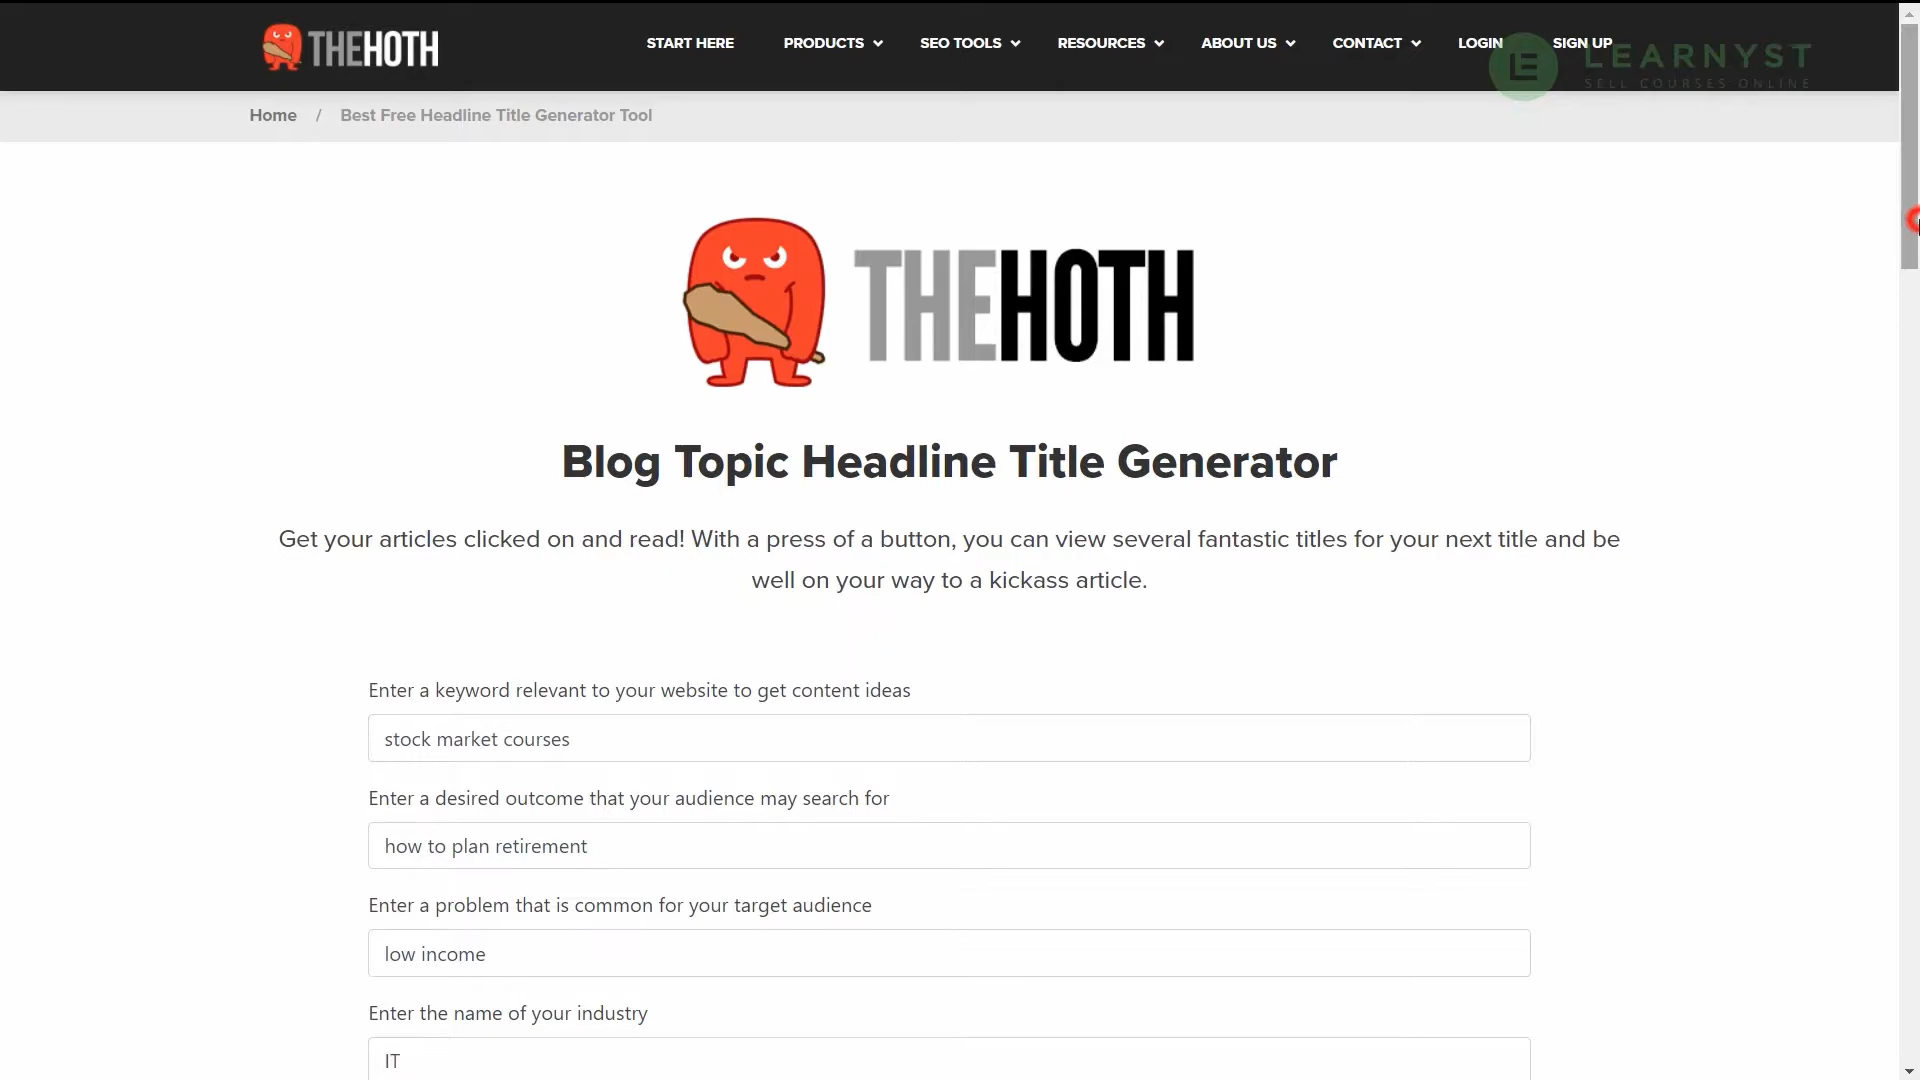 THEHOTH
START HERE PRODUCTS SEO TOOLS RESOURCES ABOUT US CONTACT LOGIN SIGN UP
LE LEARNYST
SELL COURSES ONLINE
Home / Best Free Headline Title Generator Tool
THEHOTH
Blog Topic Headline Title Generator
Get your articles clicked on and read! With a press of a button, you can view several fantastic titles for your next title and be
well on your way to a kickass article.
Enter a keyword relevant to your website to get content ideas
stock market courses
Enter a desired outcome that your audience may search for
how to plan retirement
Enter a problem that is common for your target audience
low income
Enter the name of your industry
IT